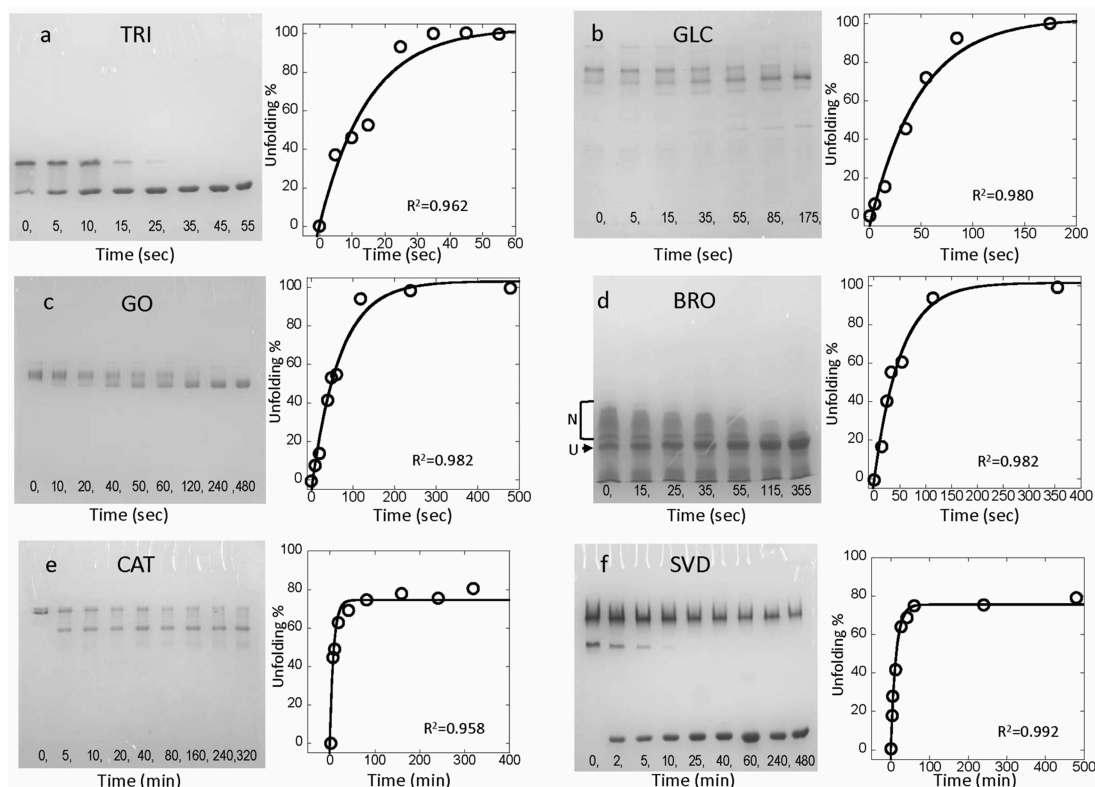 a TRI
Unfolding %
100
80
60
40
20
0
R²=0.962
0, 5, 10, 15, 25, 35, 45, 55
0 10 20 30 40 50 60
Time (sec) Time (sec)
b GLC
Unfolding %
100
80
60
40
20
0
R²=0.980
0, 5, 15, 35, 55, 85, 175,
0 50 100 150 200
Time (sec) Time (sec)
c GO
Unfolding %
100
80
60
40
20
0
R²=0.982
0, 10, 20, 40, 50, 60, 120, 240 ,480
0 100 200 300 400 500
Time (sec) Time (sec)
d BRO
N
U
Unfolding %
100
80
60
40
20
0
R²=0.982
0, 15, 25, 35, 55, 115, 355
0 50 100 150 200 250 300 350 400
Time (sec) Time (sec)
e CAT
Unfolding %
100
80
60
40
20
0
R²=0.958
0, 5, 10, 20, 40, 80, 160, 240,320
0 100 200 300 400
Time (min) Time (min)
f SVD
Unfolding %
100
80
60
40
20
0
R²=0.992
0, 2, 5, 10, 25, 40, 60, 240, 480
0 100 200 300 400 500
Time (min) Time (min)